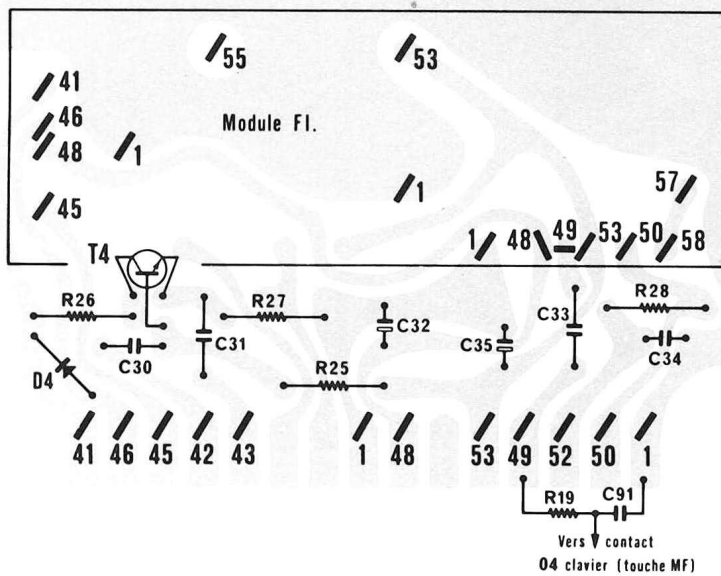 55
53
41
46
48
1
Module FI.
45
1
57
T4
1
48
49
53
50
58
R26
R27
C32
C33
R28
C31
C30
C35
C34
D4
R25
41
46
45
42
43
1
48
53
49
52
50
1
R19
C91
Vers contact
04 clavier (touche MF)